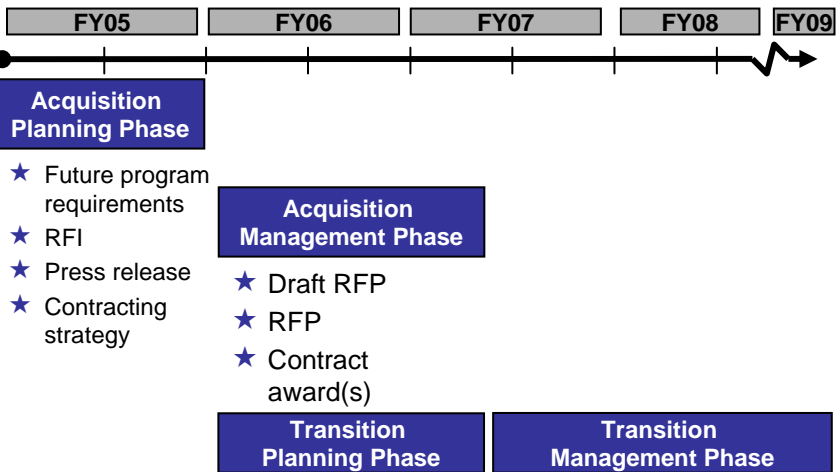 FY05 FY06 FY07 FY08 FY09
Acquisition
Planning Phase
Future program
requirements
RFI
Press release
Contracting
strategy
Acquisition
Management Phase
Draft RFP
RFP
Contract
award(s)
Transition
Planning Phase
Transition
Management Phase